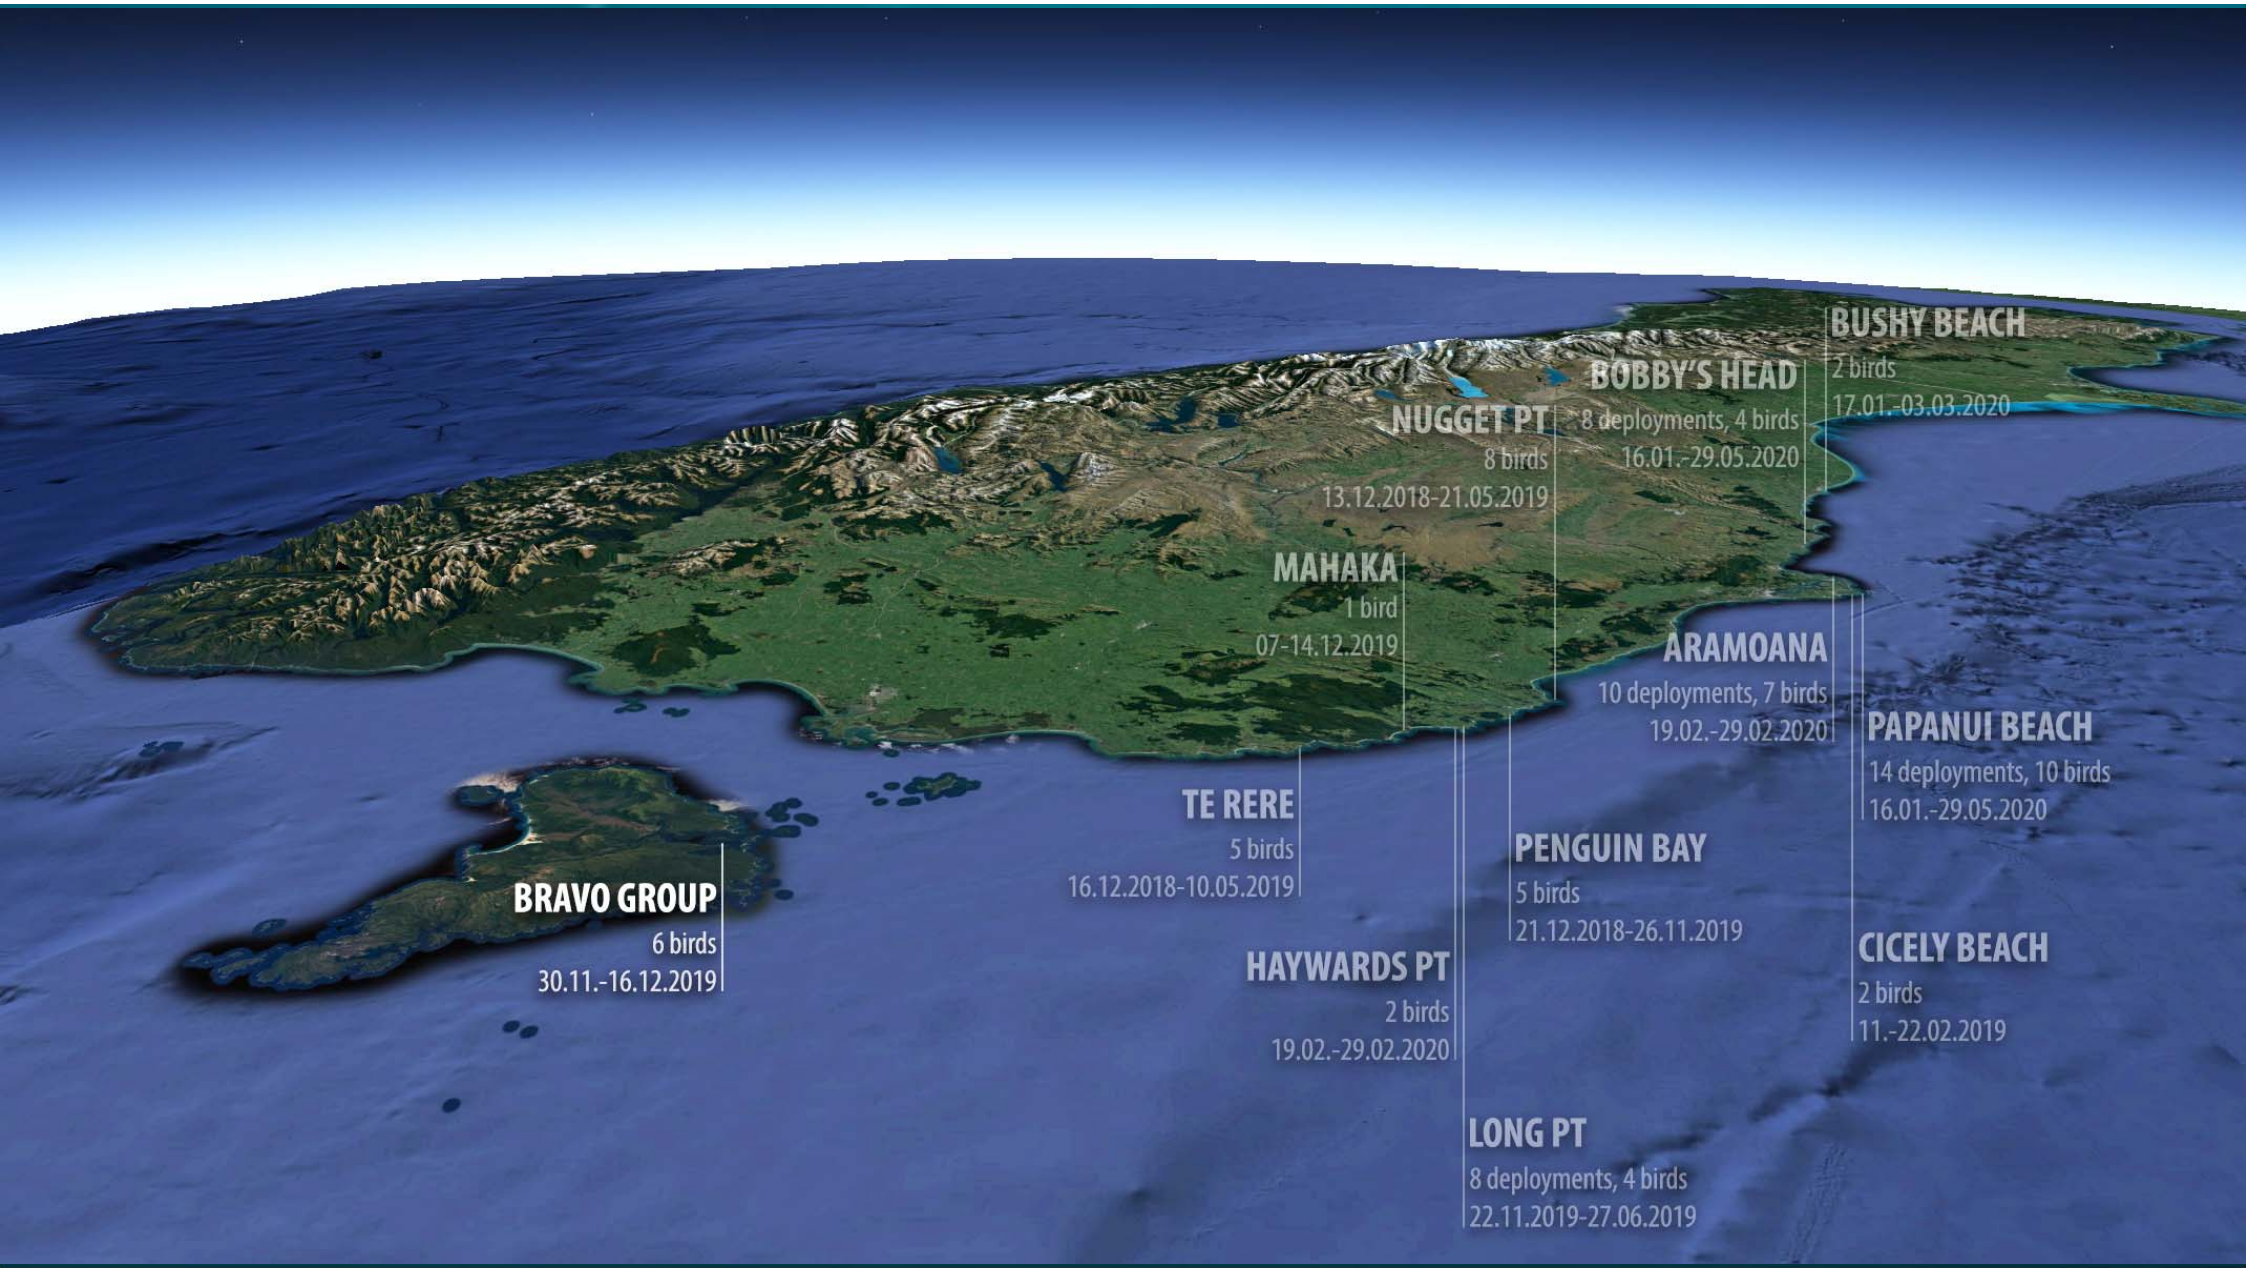 BUSHY BEACH
2 birds
17.01.-03.03.2020
BOBBY'S HEAD
8 deployments, 4 birds
16.01.-29.05.2020
NUGGET PT
8 birds
13.12.2018-21.05.2019
MAHAKA
1 bird
07-14.12.2019
ARAMOANA
10 deployments, 7 birds
19.02.-29.02.2020
PAPANUI BEACH
14 deployments, 10 birds
16.01.-29.05.2020
TE RERE
5 birds
16.12.2018-10.05.2019
PENGUIN BAY
5 birds
21.12.2018-26.11.2019
BRAVO GROUP
6 birds
30.11.-16.12.2019
HAYWARDS PT
2 birds
19.02.-29.02.2020
CICELY BEACH
2 birds
11.-22.02.2019
LONG PT
8 deployments, 4 birds
22.11.2019-27.06.2019